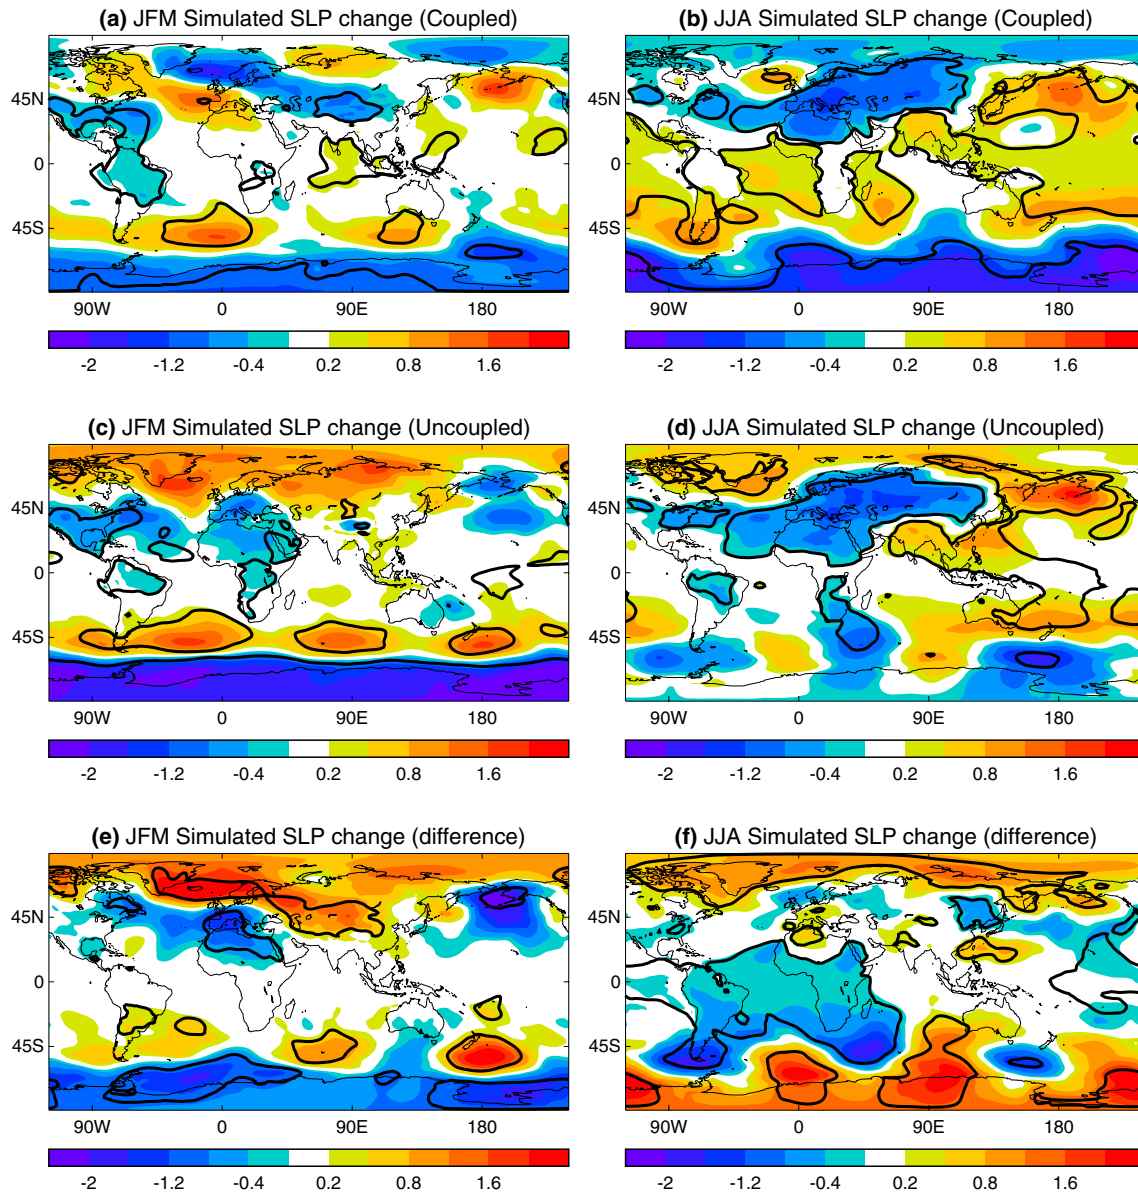 (a) JFM Simulated SLP change (Coupled)
(b) JJA Simulated SLP change (Coupled)
45N
0
45S
90W 0 90E 180
-2 -1.2 -0.4 0.2 0.8 1.6
45N
0
45S
90W 0 90E 180
-2 -1.2 -0.4 0.2 0.8 1.6
(c) JFM Simulated SLP change (Uncoupled)
(d) JJA Simulated SLP change (Uncoupled)
45N
0
45S
90W 0 90E 180
-2 -1.2 -0.4 0.2 0.8 1.6
45N
0
45S
90W 0 90E 180
-2 -1.2 -0.4 0.2 0.8 1.6
(e) JFM Simulated SLP change (difference)
(f) JJA Simulated SLP change (difference)
45N
0
45S
90W 0 90E 180
-2 -1.2 -0.4 0.2 0.8 1.6
45N
0
45S
90W 0 90E 180
-2 -1.2 -0.4 0.2 0.8 1.6